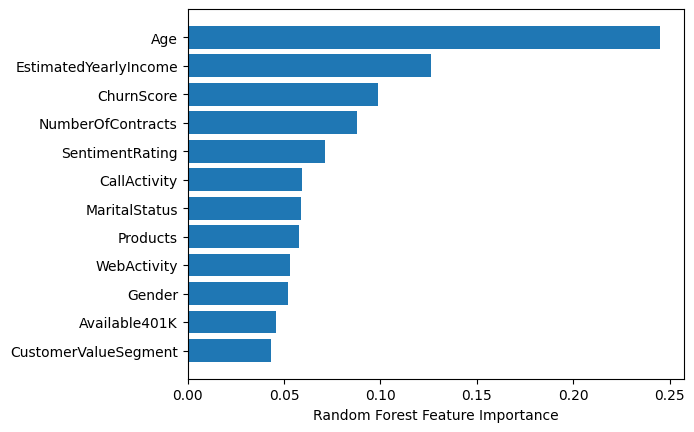 Age
EstimatedYearlyIncome
ChurnScore
NumberOfContracts
SentimentRating
CallActivity
MaritalStatus
Products
WebActivity
Gender
Available401K
CustomerValueSegment
0.00 0.05 0.10 0.15 0.20 0.25
Random Forest Feature Importance